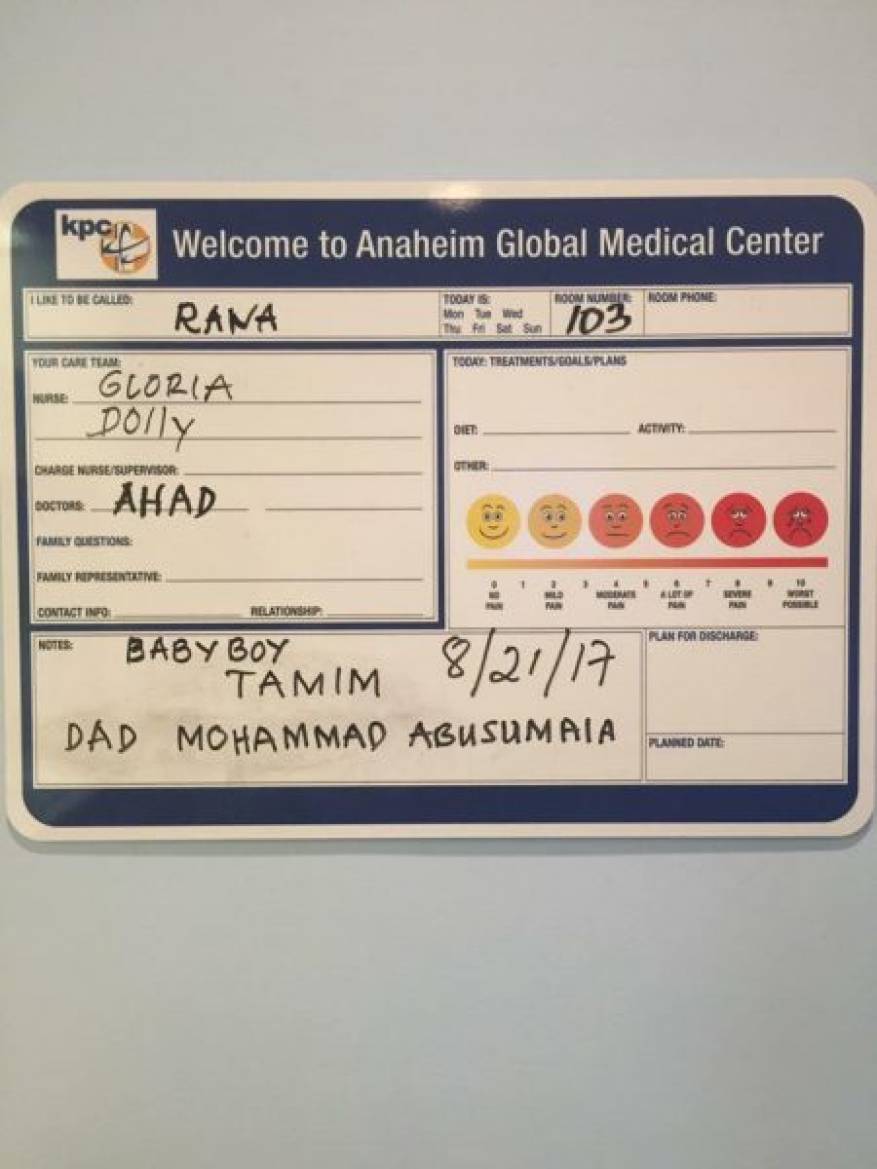 kpc
Welcome to Anaheim Global Medical Center
I LIKE TO BE CALLED: RANA
TODAY IS:
Mon Tue Wed
Thu Fri Sat Sun
ROOM NUMBER: 103
ROOM PHONE:
YOUR CARE TEAM:
NURSE: GLORIA
DOlly
CHARGE NURSE/SUPERVISOR:
DOCTORS: AHAD
FAMILY QUESTIONS:
FAMILY REPRESENTATIVE:
CONTACT INFO: RELATIONSHIP:
TODAY: TREATMENTS/GOALS/PLANS
DIET: ACTIVITY:
OTHER:
0 1 2 3 4 5 6 7 8 9 10
NO PAIN
MILD PAIN
MODERATE PAIN
A LOT OF PAIN
SEVERE PAIN
WORST POSSIBLE
NOTES: BABY BOY 8/21/17
TAMIM
DAD MOHAMMAD ABUSUMAIA
PLAN FOR DISCHARGE:
PLANNED DATE: